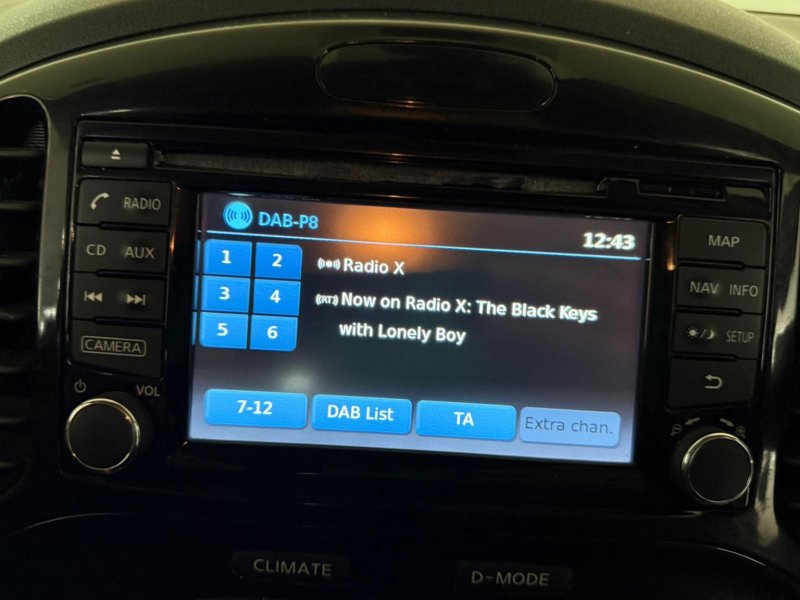 RADIO
CD AUX
CAMERA
VOL
DAB-P8
12:43
1 2
3 4
5 6
Radio X
(RT) Now on Radio X: The Black Keys
with Lonely Boy
7-12 DAB List TA Extra chan.
MAP
NAV INFO
SETUP
CLIMATE D-MODE